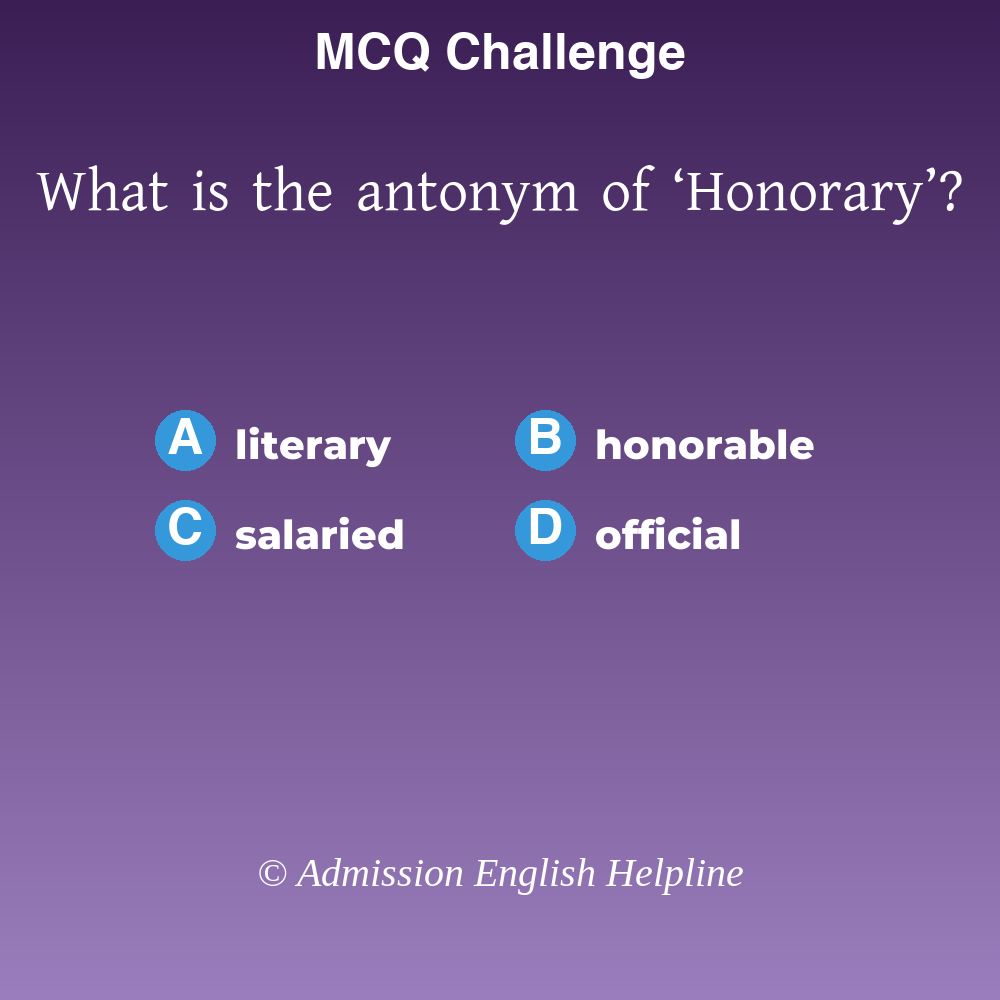 MCQ Challenge
What is the antonym of ‘Honorary’?
A literary B honorable
C salaried D official
© Admission English Helpline